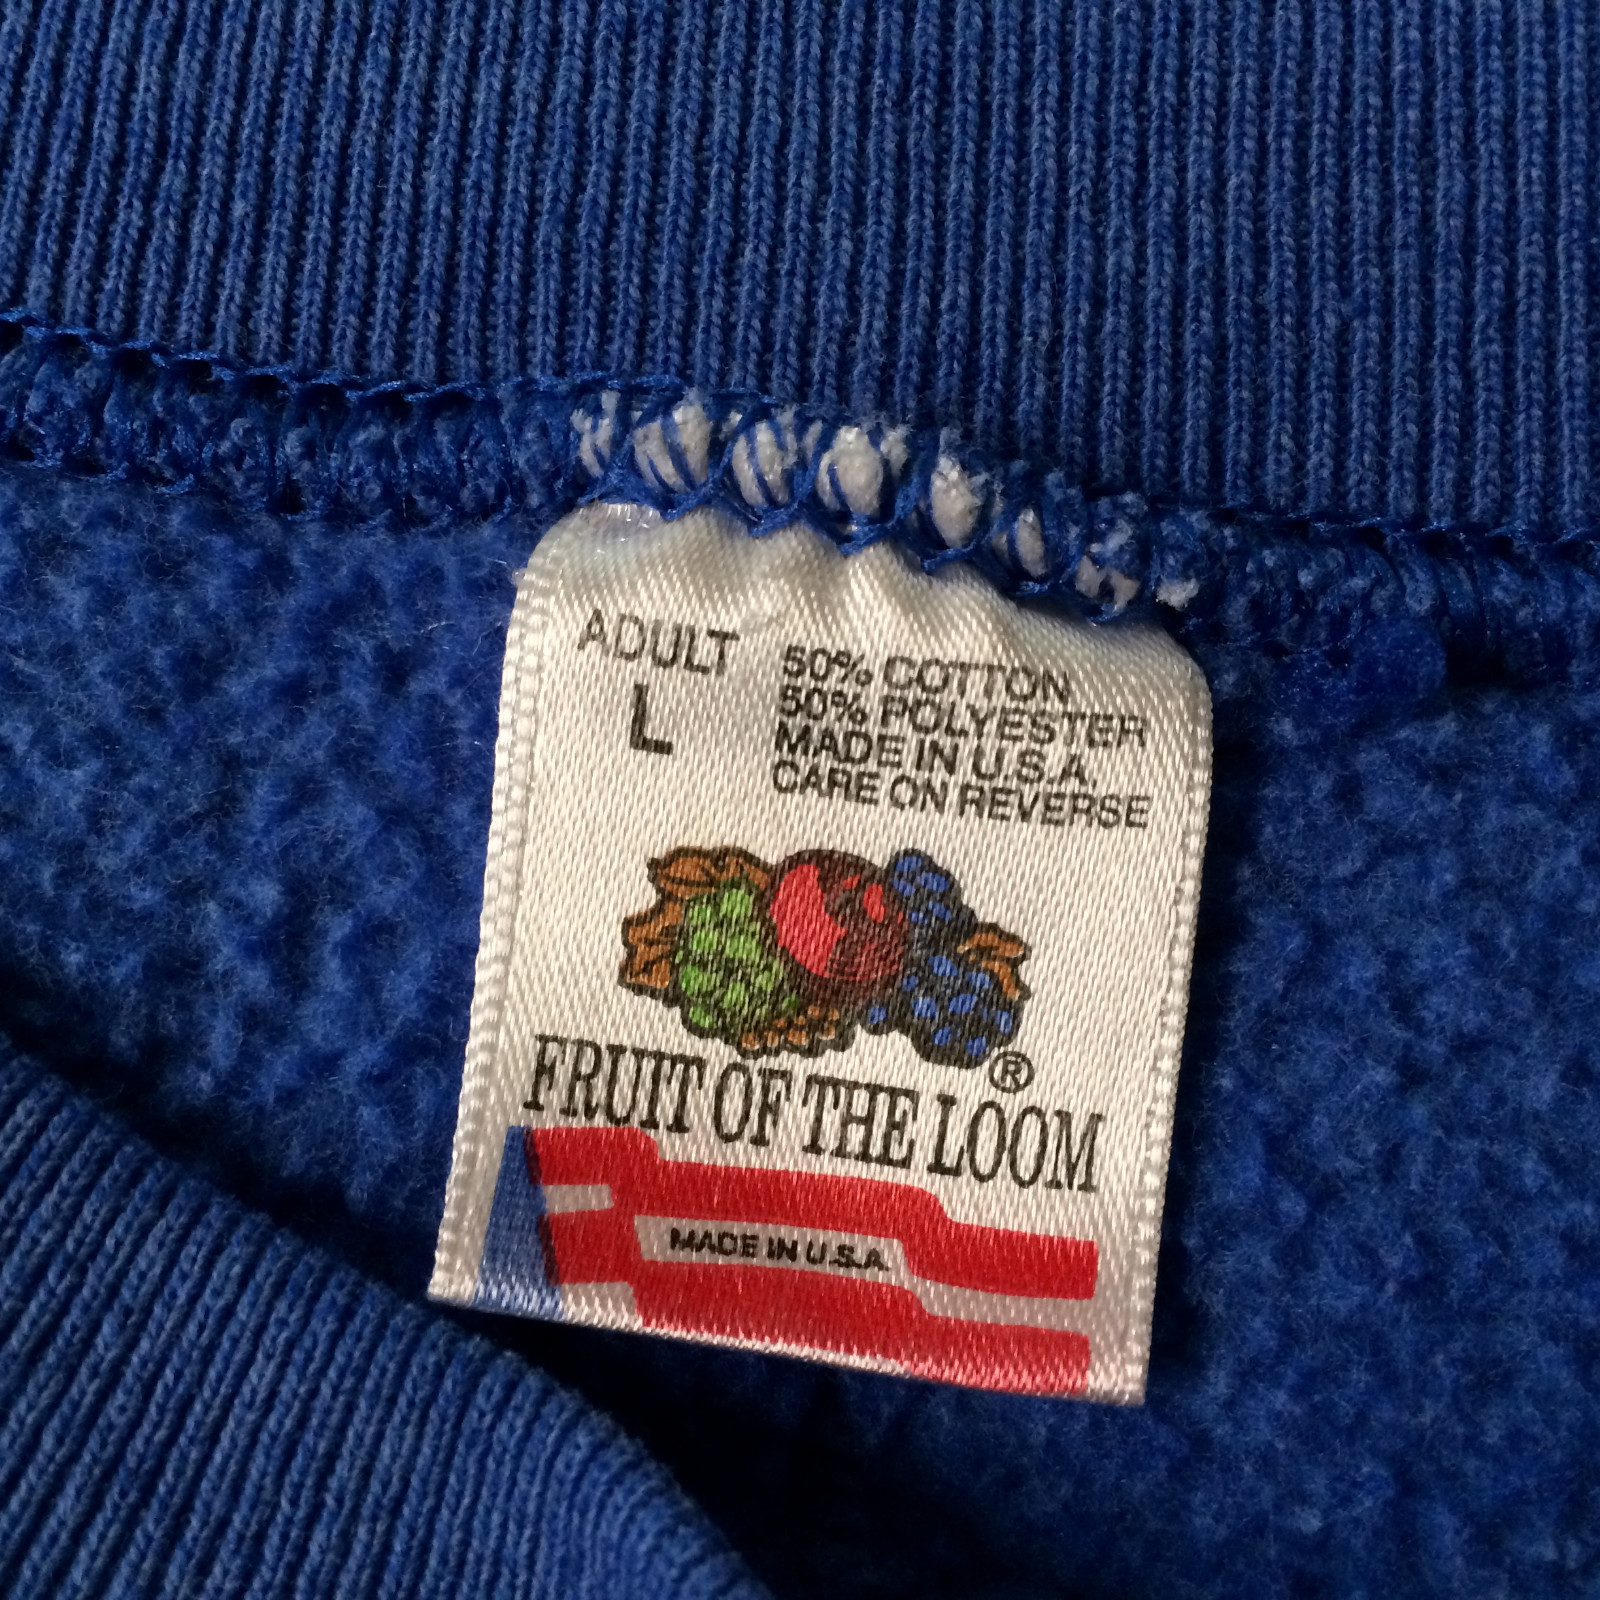 ADULT
L
50% COTTON
50% POLYESTER
MADE IN U.S.A.
CARE ON REVERSE
®
FRUIT OF THE LOOM
MADE IN U.S.A.